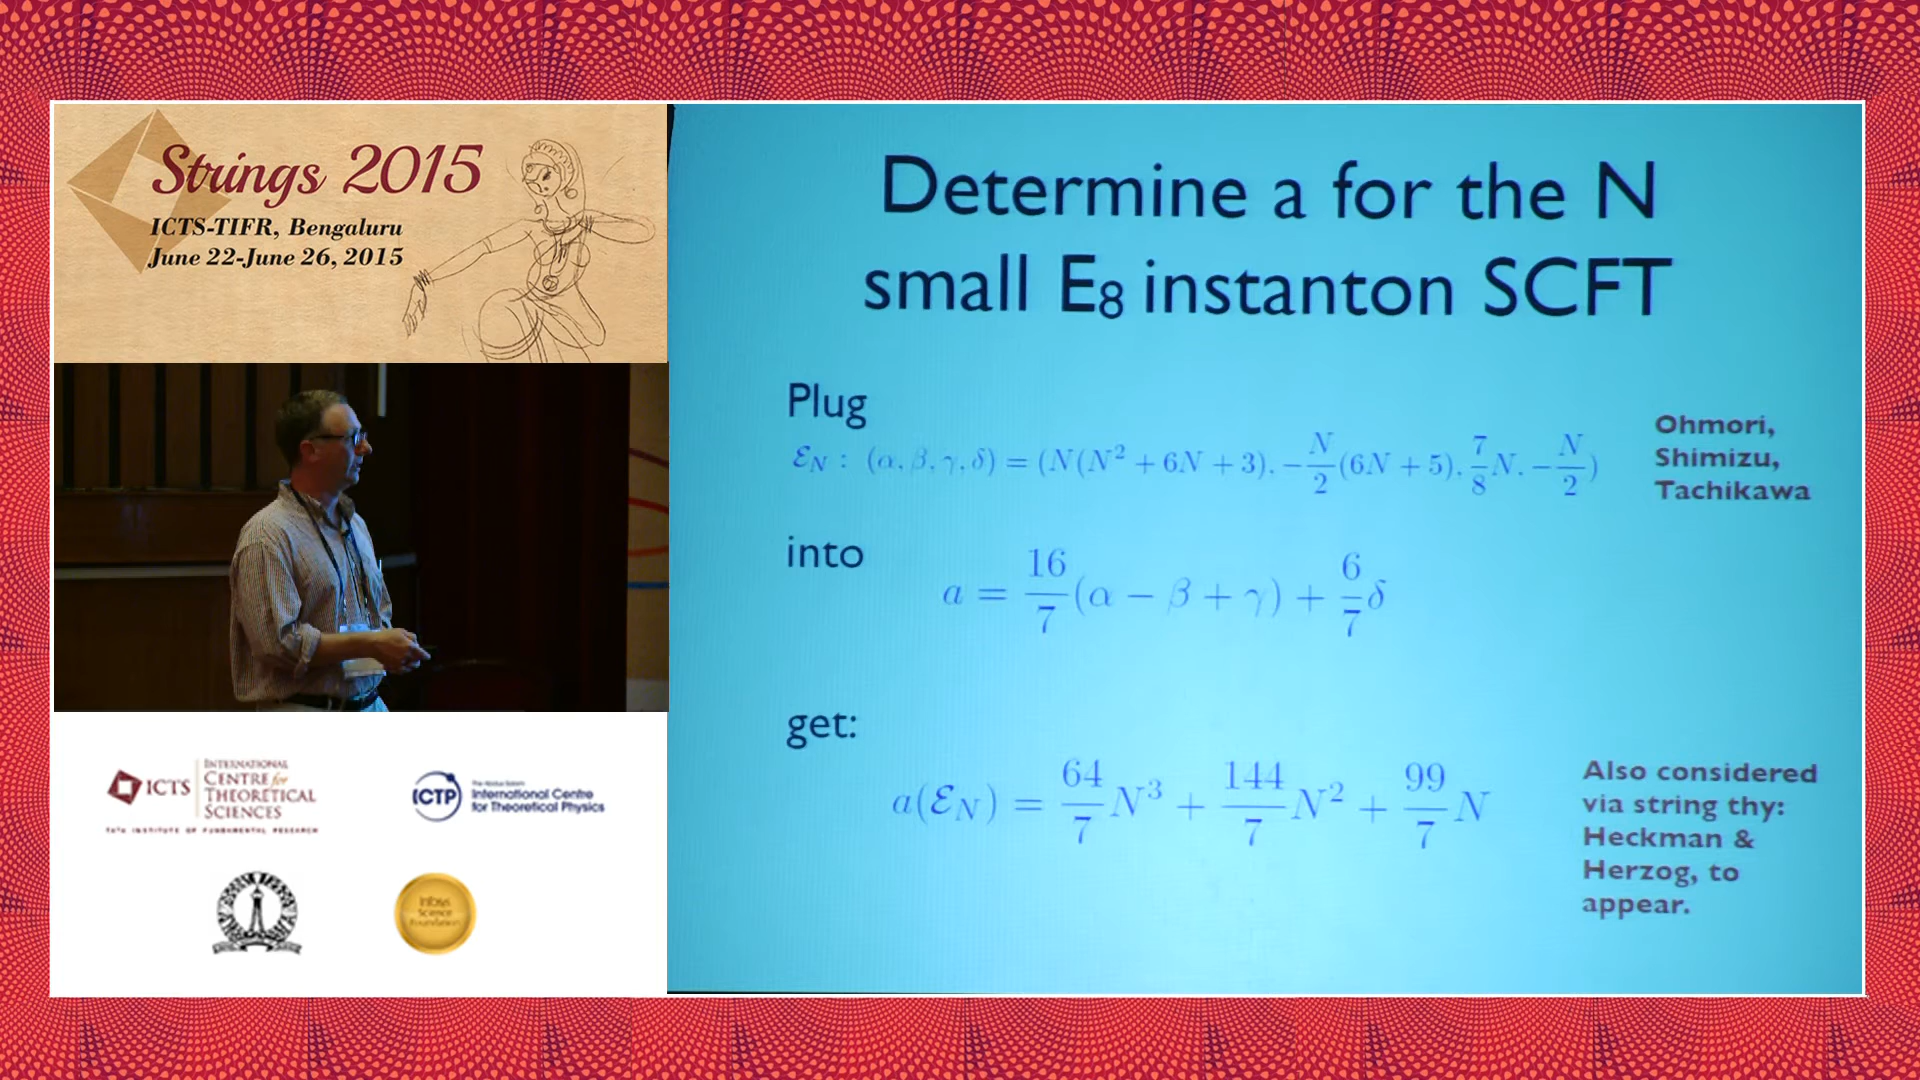 Strings 2015
ICTS-TIFR, Bengaluru
June 22-June 26, 2015
ICTS
INTERNATIONAL
CENTRE for
THEORETICAL
SCIENCES
TATA INSTITUTE OF FUNDAMENTAL RESEARCH
ICTP
International Centre
for Theoretical Physics
Infosys
Science
Foundation
Determine a for the N
small E₈ instanton SCFT
Plug
ℰ_N : (α, β, γ, δ) = (N(N² + 6N + 3), −N/2(6N + 5), 7/8 N, −N/2)
Ohmori,
Shimizu,
Tachikawa
into
a = 16/7 (α − β + γ) + 6/7 δ
get:
a(ℰ_N) = 64/7 N³ + 144/7 N² + 99/7 N
Also considered
via string thy:
Heckman &
Herzog, to
appear.